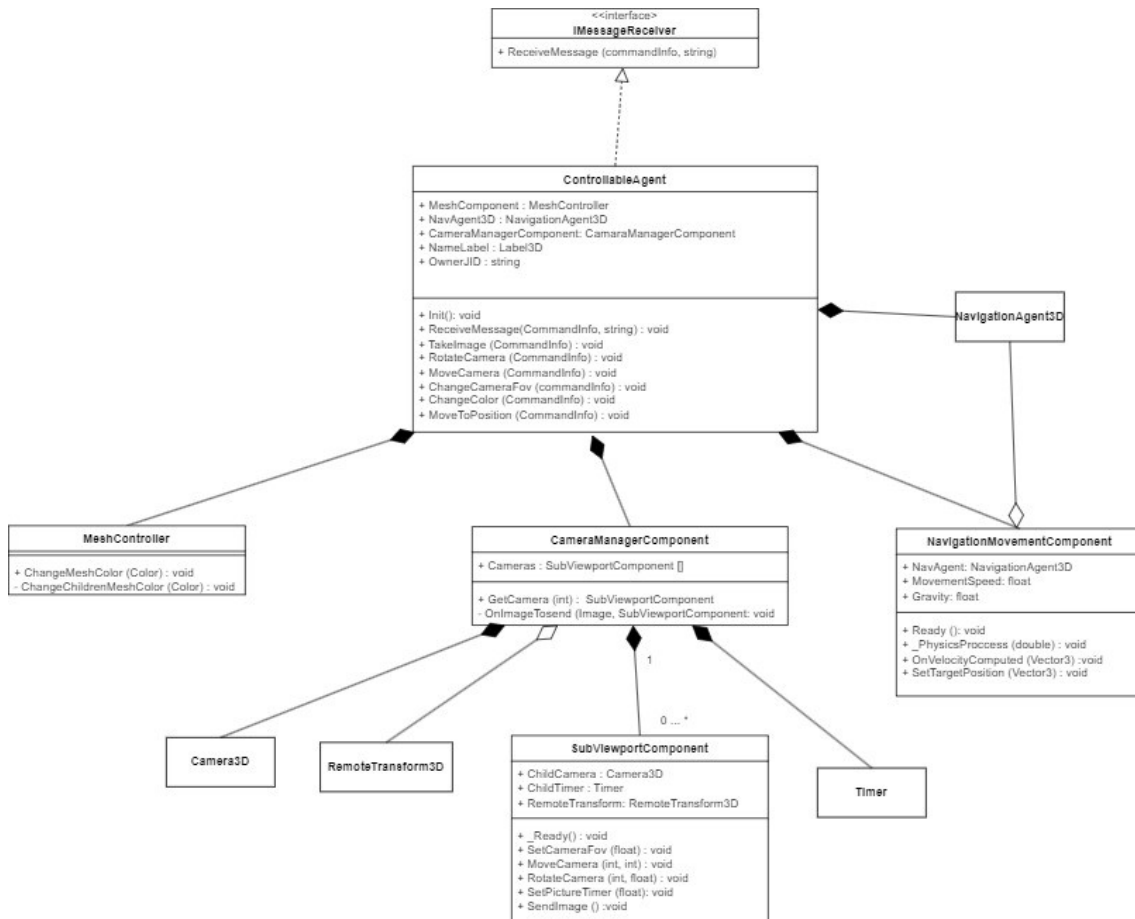 <<interface>
IMessageReceiver
+ ReceiveMessage (commandInfo, string)
ControllableAgent
+ MeshComponent : MeshController
+ NavAgent3D : NavigationAgent3D
+ CameraManagerComponent: CamaraManagerComponent
+ NameLabel : Label3D
+ OwnerJID : string
+ Init(): void
+ ReceiveMessage(CommandInfo, string) : void
+ TakeImage (CommandInfo) : void
+ RotateCamera (CommandInfo) : void
+ MoveCamera (CommandInfo) : void
+ ChangeCameraFov (commandInfo) : void
+ ChangeColor (CommandInfo) : void
+ MoveToPosition (CommandInfo) : void
NavigationAgent3D
MeshController
+ ChangeMeshColor (Color) : void
- ChangeChildrenMeshColor (Color) : void
CameraManagerComponent
+ Cameras : SubViewportComponent []
+ GetCamera (int) : SubViewportComponent
- OnImageTosend (Image, SubViewportComponent: void
NavigationMovementComponent
+ NavAgent: NavigationAgent3D
+ MovementSpeed: float
+ Gravity: float
+ Ready (): void
+ _PhysicsProccess (double) : void
+ OnVelocityComputed (Vector3) :void
+ SetTargetPosition (Vector3) : void
1
0 ... *
Camera3D
RemoteTransform3D
SubViewportComponent
+ ChildCamera : Camera3D
+ ChildTimer : Timer
+ RemoteTransform: RemoteTransform3D
+ _Ready() : void
+ SetCameraFov (float) : void
+ MoveCamera (int, int) : void
+ RotateCamera (int, float) : void
+ SetPictureTimer (float): void
+ SendImage () :void
Timer